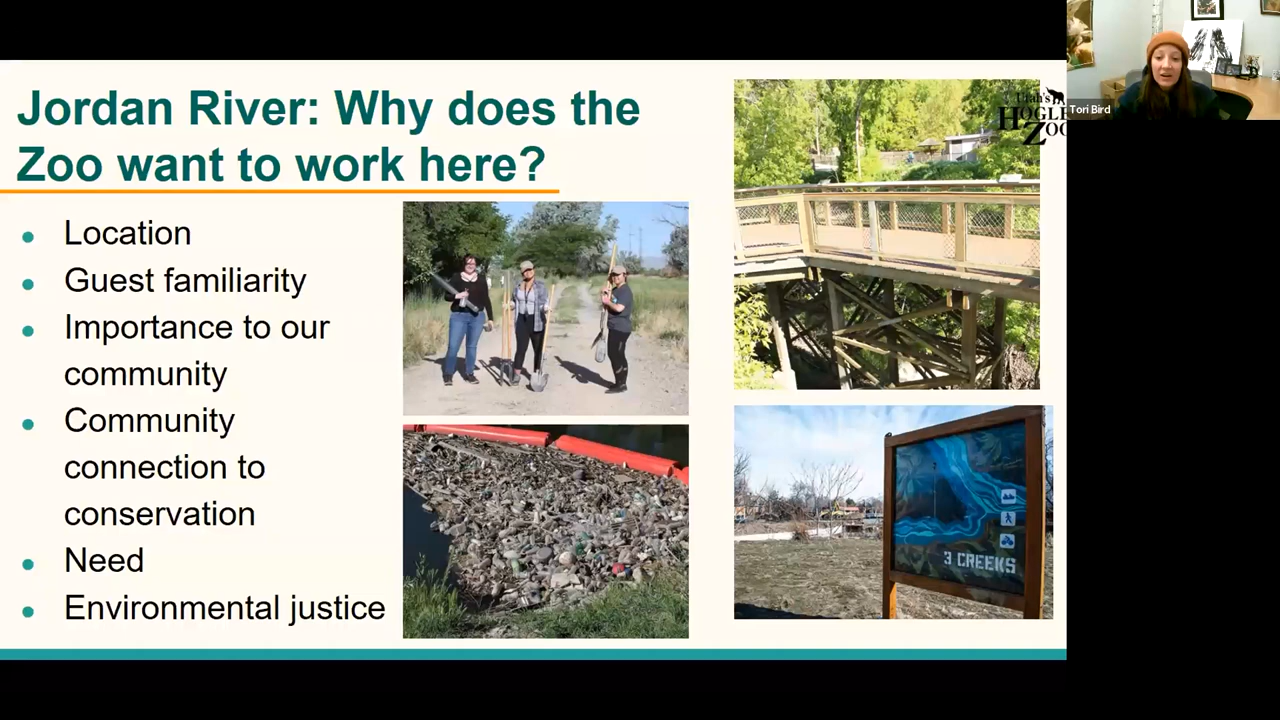 Jordan River: Why does the
Zoo want to work here?
Location
Guest familiarity
Importance to our
community
Community
connection to
conservation
Need
Environmental justice
Utah's
HOGLE
ZOO
3 CREEKS
Tori Bird